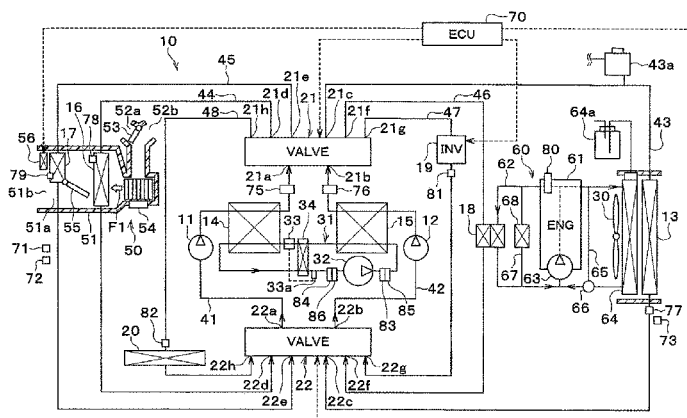 70
ECU
10
45
43a
21e
21d 21 21c
44
46
52a 52b
21h
21f
47
16 78
53
48
21g
64a
43
56
17
VALVE
19
INV
60
80
61
62
21a
21b
81
79
75
76
11
34
14
33
31
15
12
18
68
ENG
30
13
51b
51a
55
51
F1
54
50
32
71
72
33a
84
86
83
85
42
67
63
65
66
64
77
73
41
22a
22b
82
20
VALVE
22h
22d
22e
22
22c
22f
22g